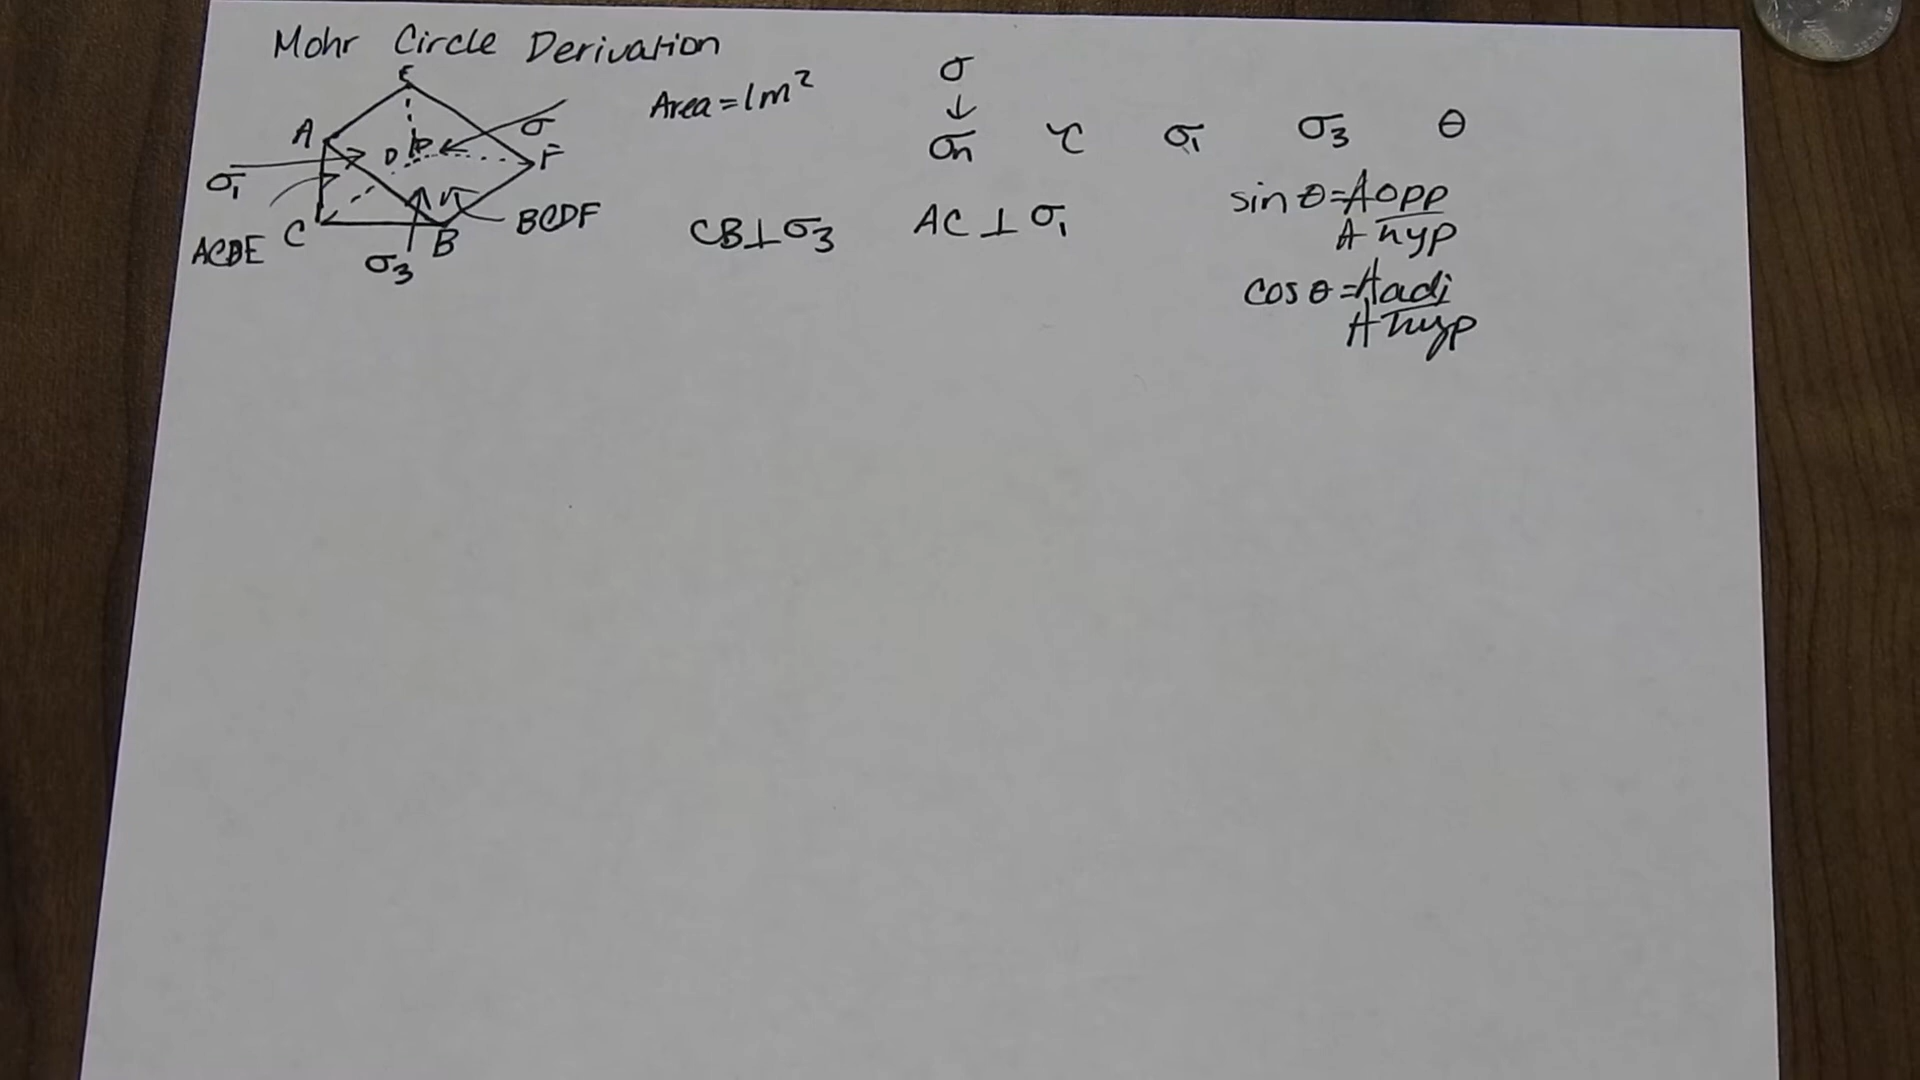 Mohr Circle Derivation
E
Area=1m²
σ
↓
σn τ σ1 σ3 θ
A
D
σ
F
σ1
sin θ=A opp
A hyp
BCDF
CB⊥σ3 AC⊥σ1
ACDE C
B
σ3
cos θ=A adj
A hyp